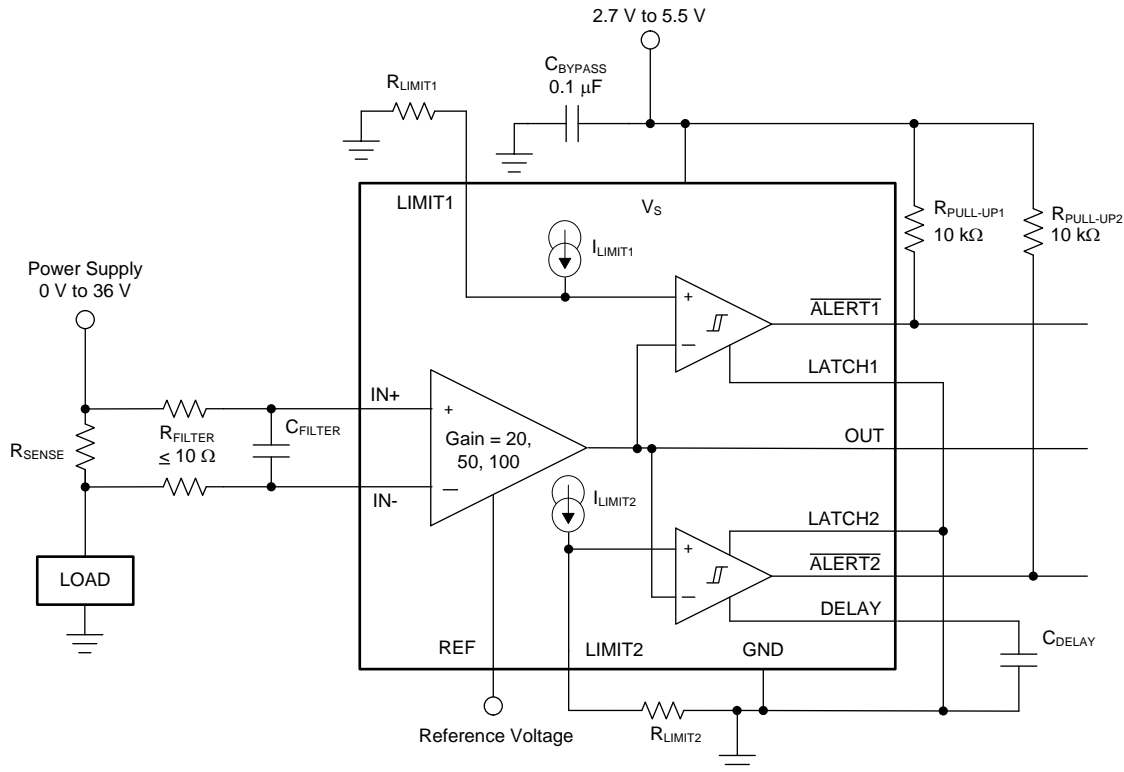 2.7 V to 5.5 V
CBYPASS
0.1 μF
RLIMIT1
LIMIT1
VS
RPULL-UP1
10 kΩ
RPULL-UP2
10 kΩ
ILIMIT1
Power Supply
0 V to 36 V
+
ALERT1
−
LATCH1
IN+
+
RSENSE
RFILTER
≤ 10 Ω
CFILTER
Gain = 20,
50, 100
OUT
−
IN-
ILIMIT2
LATCH2
+
ALERT2
−
LOAD
DELAY
REF
LIMIT2
GND
CDELAY
Reference Voltage
RLIMIT2